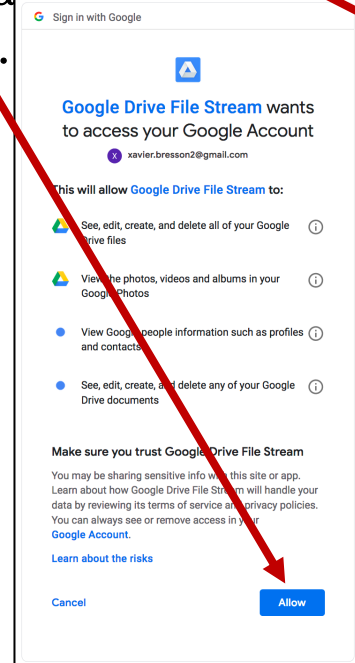 Sign in with Google
Google Drive File Stream wants
to access your Google Account
X xavier.bresson2@gmail.com
This will allow Google Drive File Stream to:
See, edit, create, and delete all of your Google
Drive files
View the photos, videos and albums in your
Google Photos
View Google people information such as profiles
and contacts
See, edit, create, and delete any of your Google
Drive documents
Make sure you trust Google Drive File Stream
You may be sharing sensitive info with this site or app.
Learn about how Google Drive File Stream will handle your
data by reviewing its terms of service and privacy policies.
You can always see or remove access in your
Google Account.
Learn about the risks
Cancel
Allow